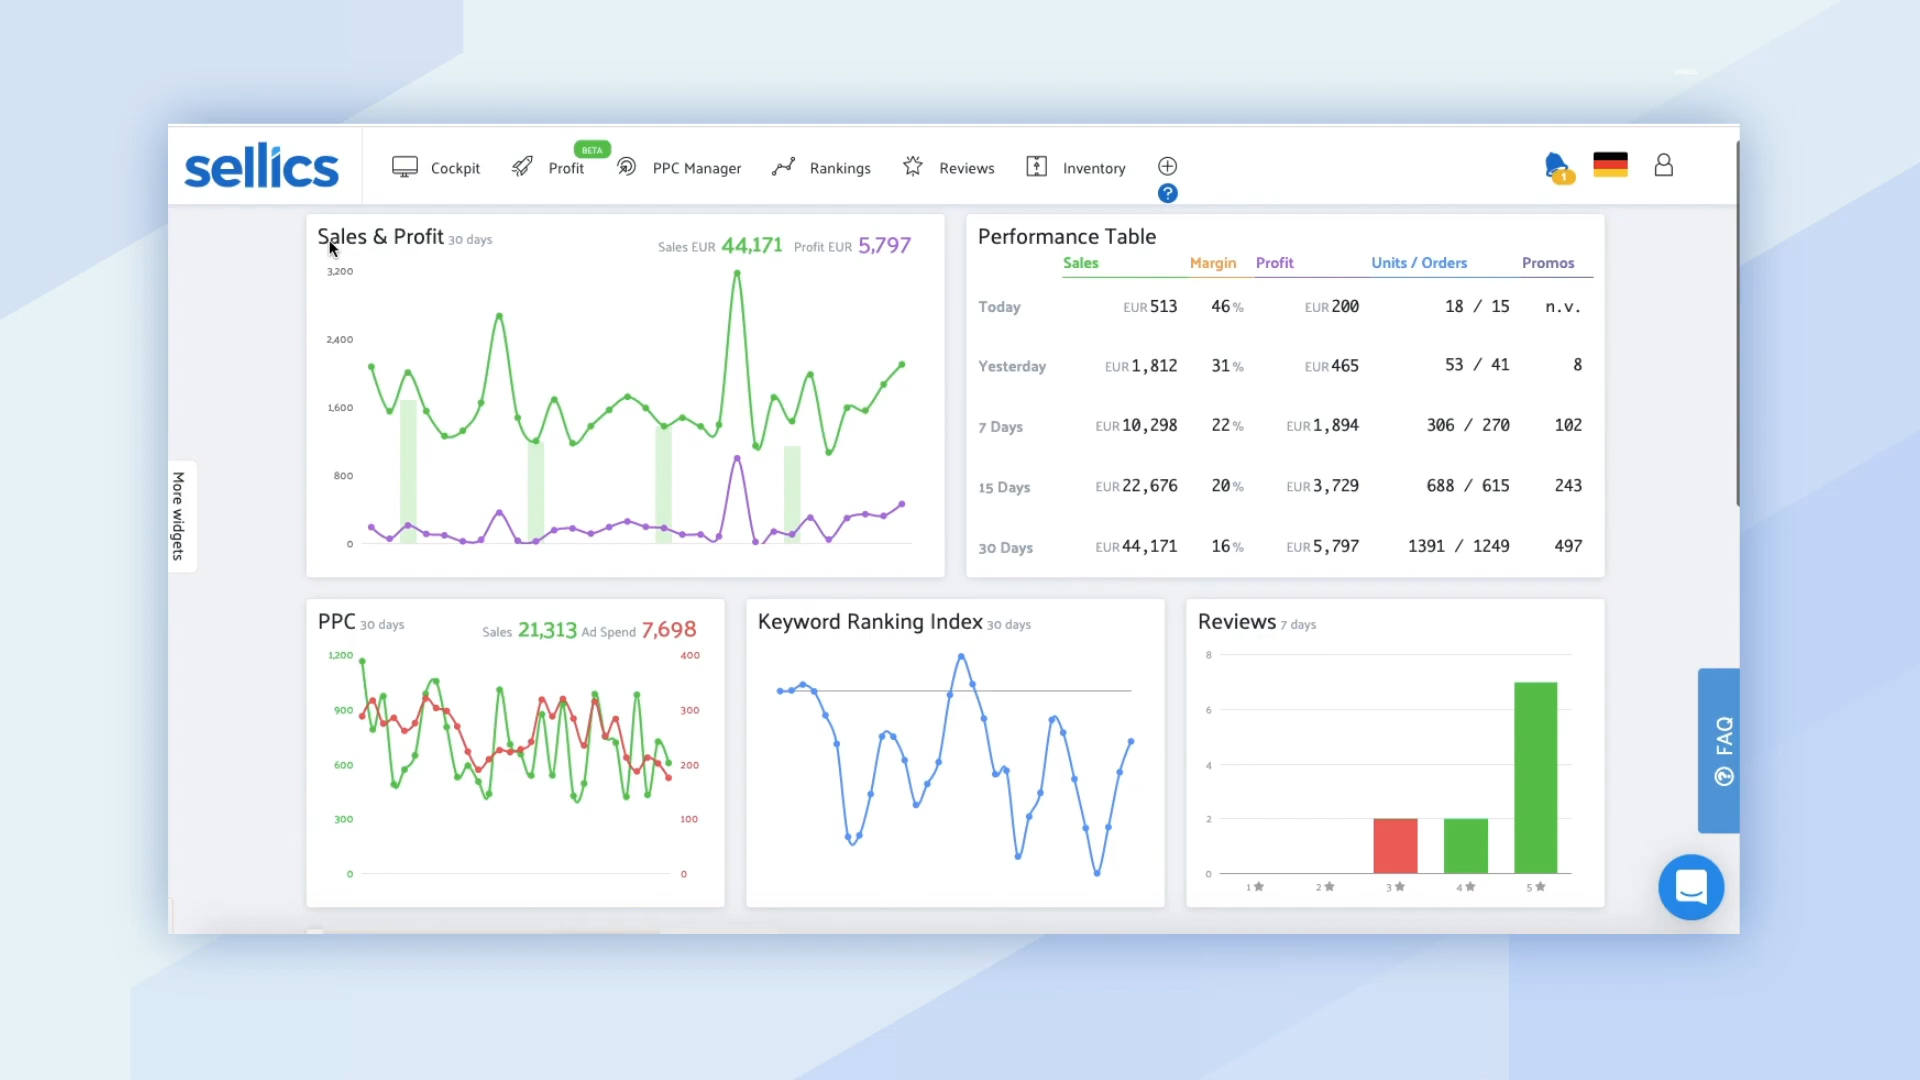 sellics
Cockpit
Profit
BETA
PPC Manager
Rankings
Reviews
Inventory
?
1
Sales & Profit 30 days
Sales EUR 44,171 Profit EUR 5,797
3,200
2,400
1,600
800
0
Performance Table
Sales Margin Profit Units / Orders Promos
Today EUR 513 46 % EUR 200 18 / 15 n.v.
Yesterday EUR 1,812 31 % EUR 465 53 / 41 8
7 Days EUR 10,298 22 % EUR 1,894 306 / 270 102
15 Days EUR 22,676 20 % EUR 3,729 688 / 615 243
30 Days EUR 44,171 16 % EUR 5,797 1391 / 1249 497
More widgets
PPC 30 days
Sales 21,313 Ad Spend 7,698
1,200 400
900 300
600 200
300 100
0 0
Keyword Ranking Index 30 days
Reviews 7 days
8
6
4
2
0
1★ 2★ 3★ 4★ 5★
? FAQ